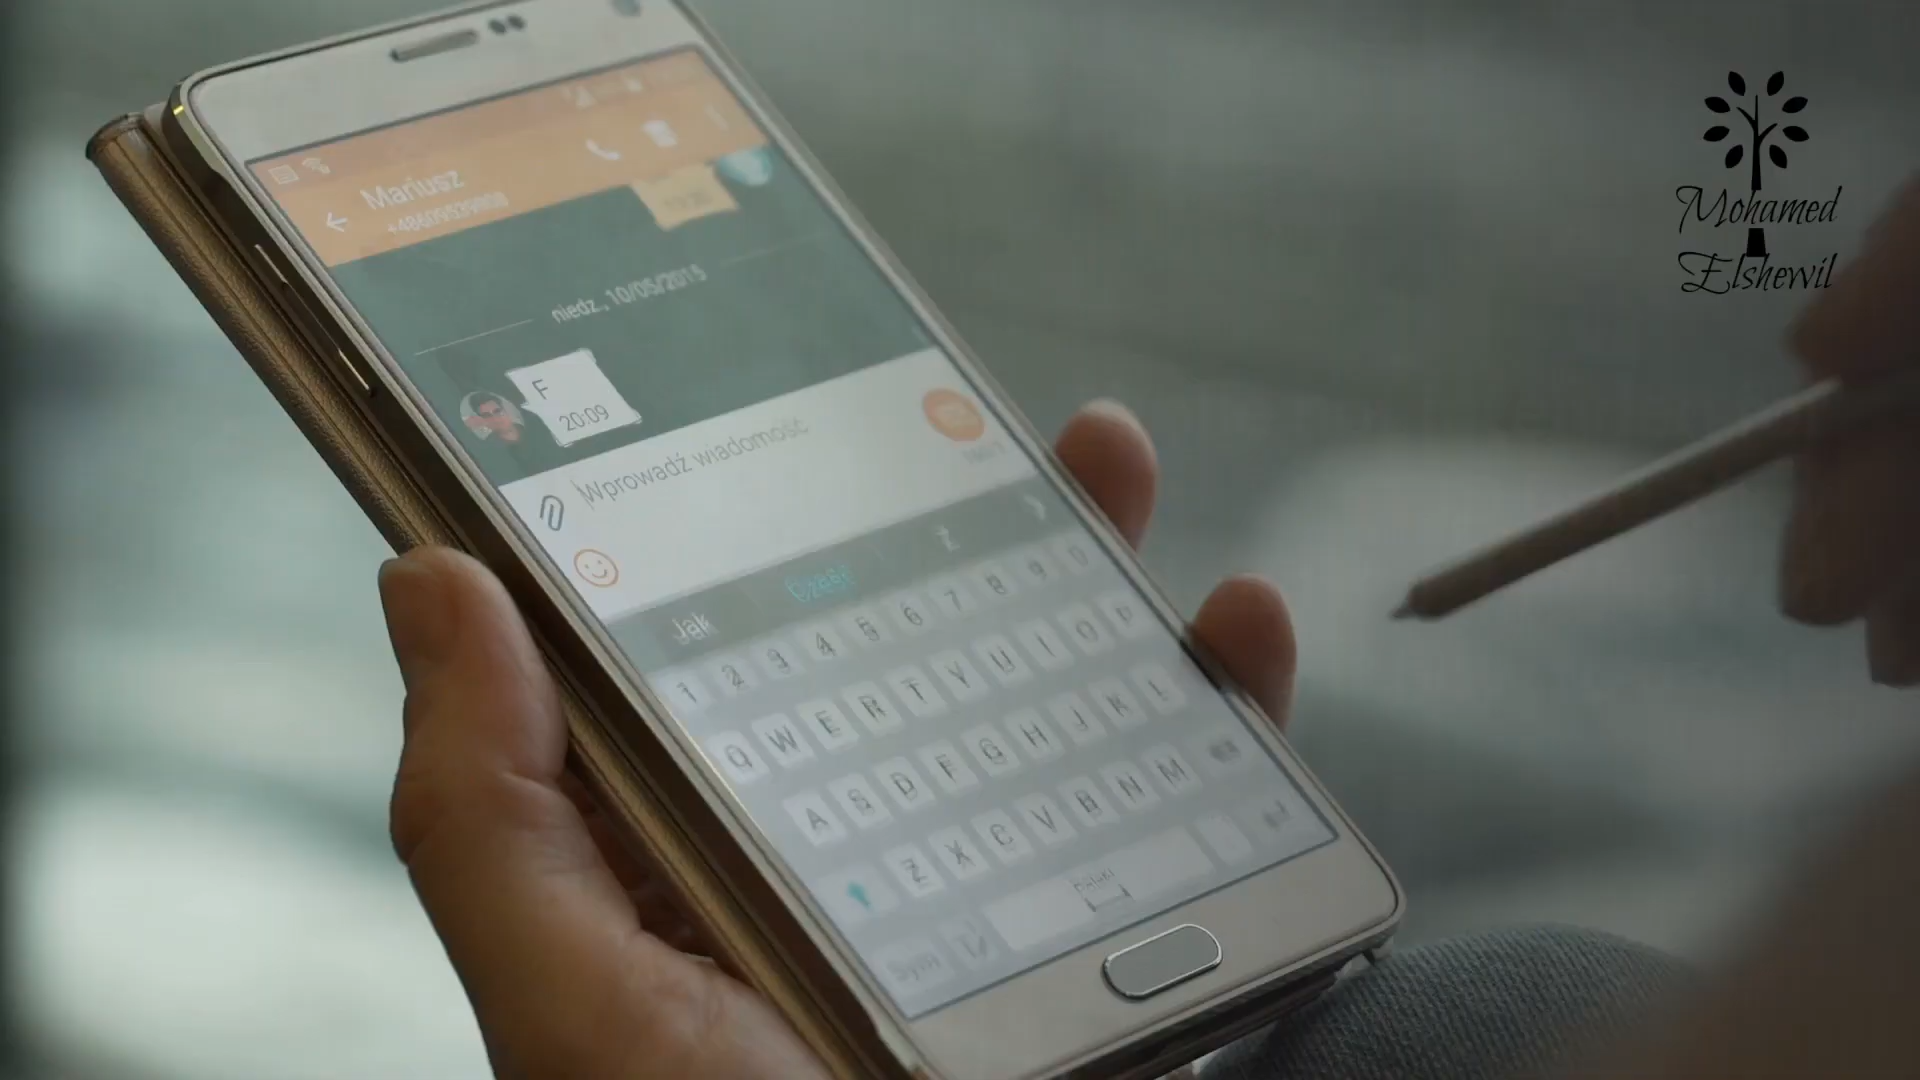 Mohamed
Elshewil
Mariusz
niedz., 10/05/2015
F
20:09
Wprowadź wiadomość
Jak Cześć Z
1 2 3 4 5 6 7 8 9 0
Q W E R T Y U I O P
A S D F G H J K L
Z X C V B N M
Sym